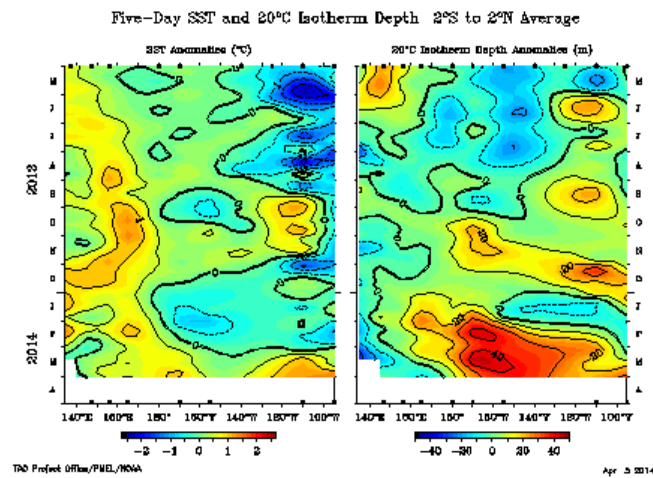 Five-Day SST and 20°C Isotherm Depth 2°S to 2°N Average
SST Anomalies (°C)
20°C Isotherm Depth Anomalies (m)
M
J
J
A
S
O
N
D
J
F
M
A
2013
2014
140°E 160°E 180° 160°W 140°W 120°W 100°W
140°E 160°E 180° 160°W 140°W 120°W 100°W
-2 -1 0 1 2
-40 -20 0 20 40
TAO Project Office/PMEL/NOAA
Apr 5 2014